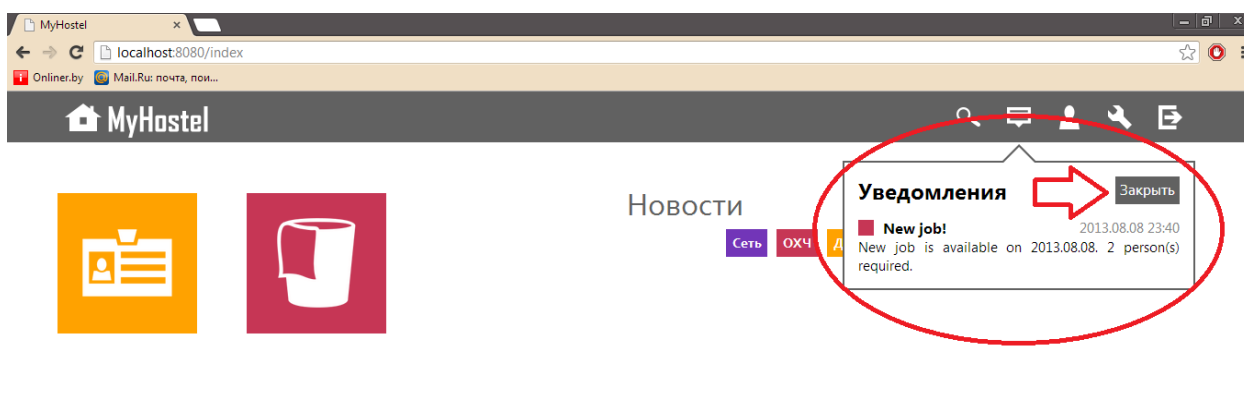 MyHostel
localhost:8080/index
Onliner.by Mail.Ru: почта, пои...
MyHostel
Новости
Сеть ОХЧ Д
Уведомления Закрыть
New job! 2013.08.08 23:40
New job is available on 2013.08.08. 2 person(s)
required.